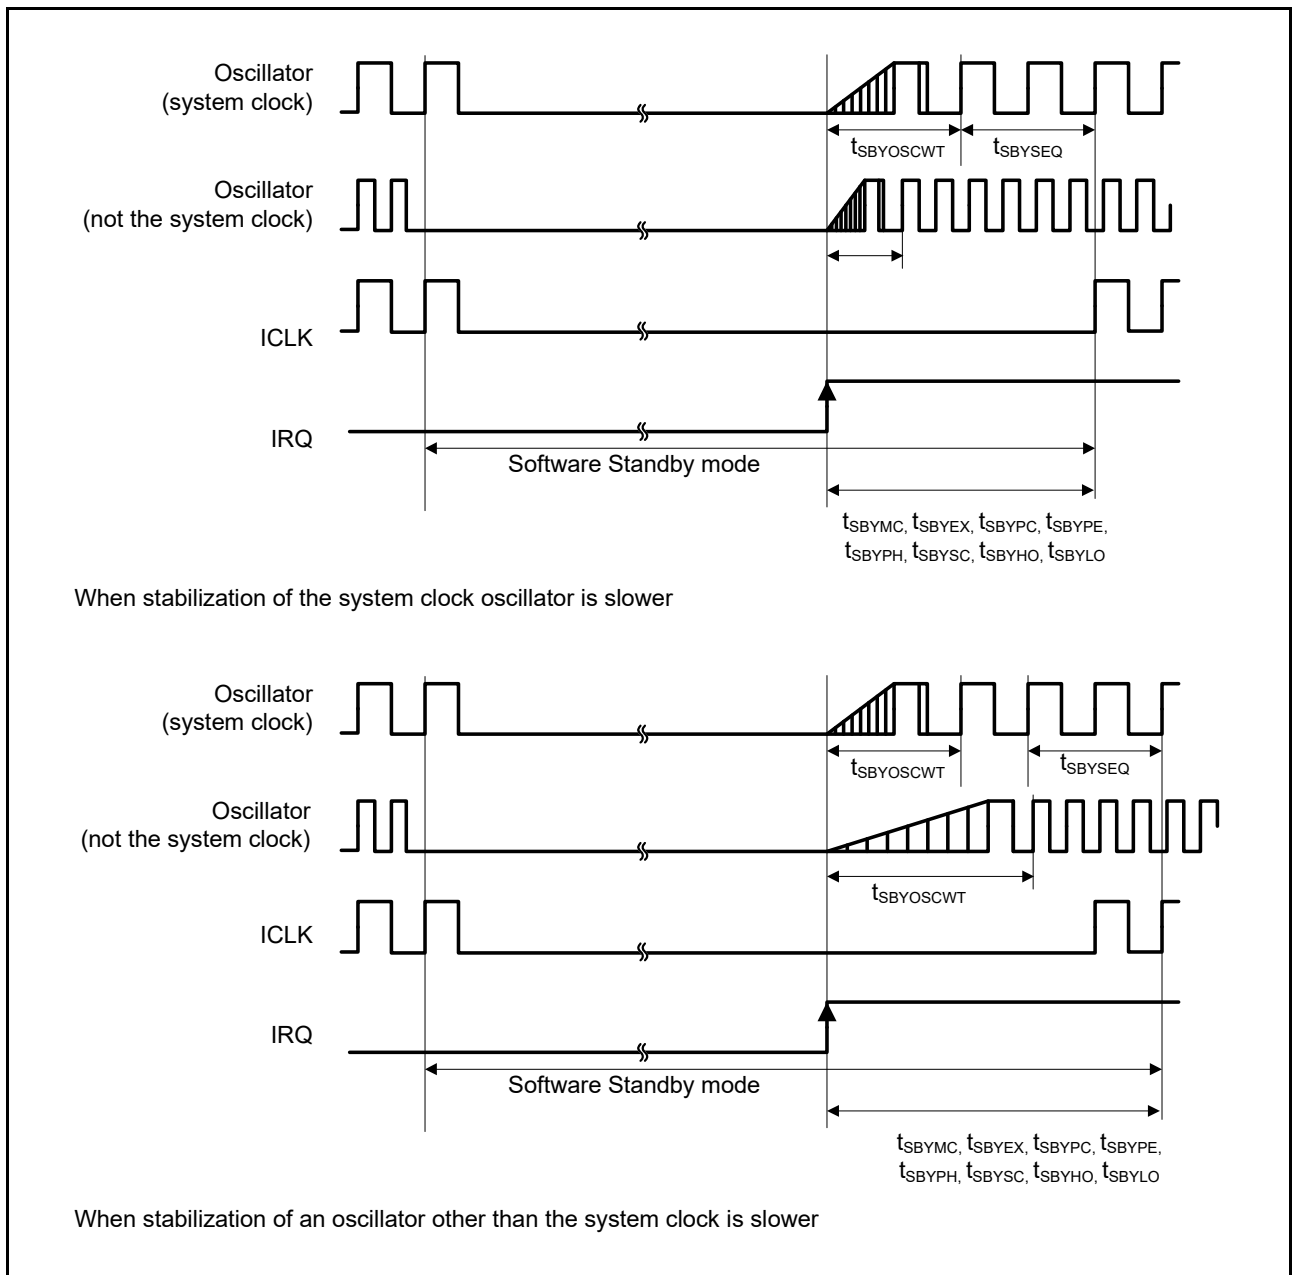 Oscillator
(system clock)
tSBYOSCWT
tSBYSEQ
Oscillator
(not the system clock)
ICLK
IRQ
Software Standby mode
tSBYMC, tSBYEX, tSBYPC, tSBYPE,
tSBYPH, tSBYSC, tSBYHO, tSBYLO
When stabilization of the system clock oscillator is slower
Oscillator
(system clock)
tSBYOSCWT
tSBYSEQ
Oscillator
(not the system clock)
tSBYOSCWT
ICLK
IRQ
Software Standby mode
tSBYMC, tSBYEX, tSBYPC, tSBYPE,
tSBYPH, tSBYSC, tSBYHO, tSBYLO
When stabilization of an oscillator other than the system clock is slower